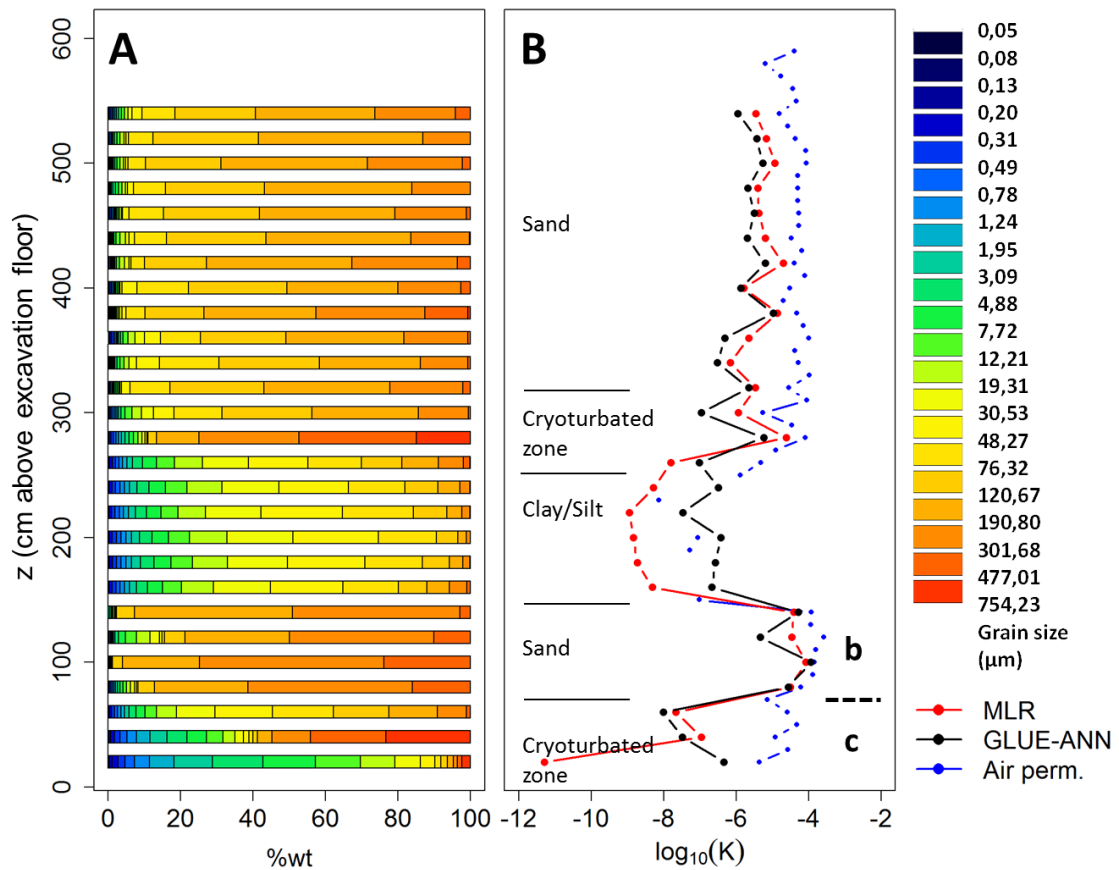 A
z (cm above excavation floor)
600
500
400
300
200
100
0
0
20
40
60
80
100
%wt
B
Sand
Cryoturbated
zone
Clay/Silt
Sand
b
c
Cryoturbated
zone
-12
-10
-8
-6
-4
-2
log10(K)
0,05
0,08
0,13
0,20
0,31
0,49
0,78
1,24
1,95
3,09
4,88
7,72
12,21
19,31
30,53
48,27
76,32
120,67
190,80
301,68
477,01
754,23
Grain size
(µm)
MLR
GLUE-ANN
Air perm.